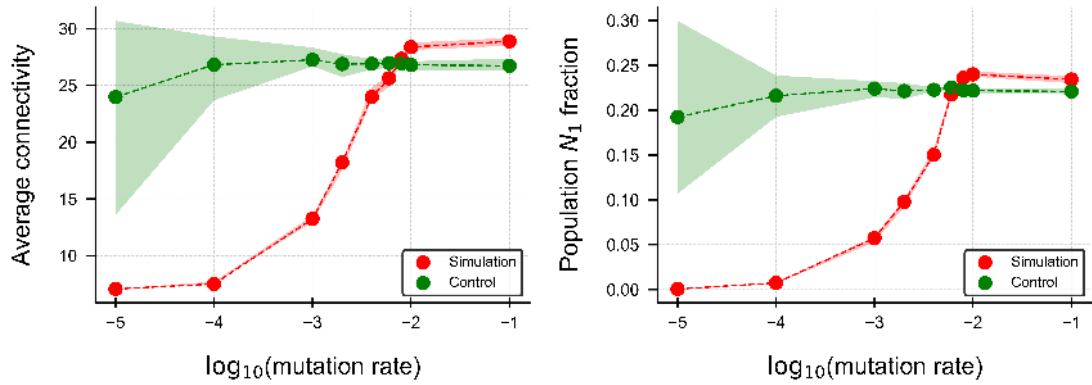 Average connectivity
30
25
20
15
10
−5
−4
−3
−2
−1
log10(mutation rate)
Simulation
Control
Population N1 fraction
0.30
0.25
0.20
0.15
0.10
0.05
0.00
−5
−4
−3
−2
−1
log10(mutation rate)
Simulation
Control